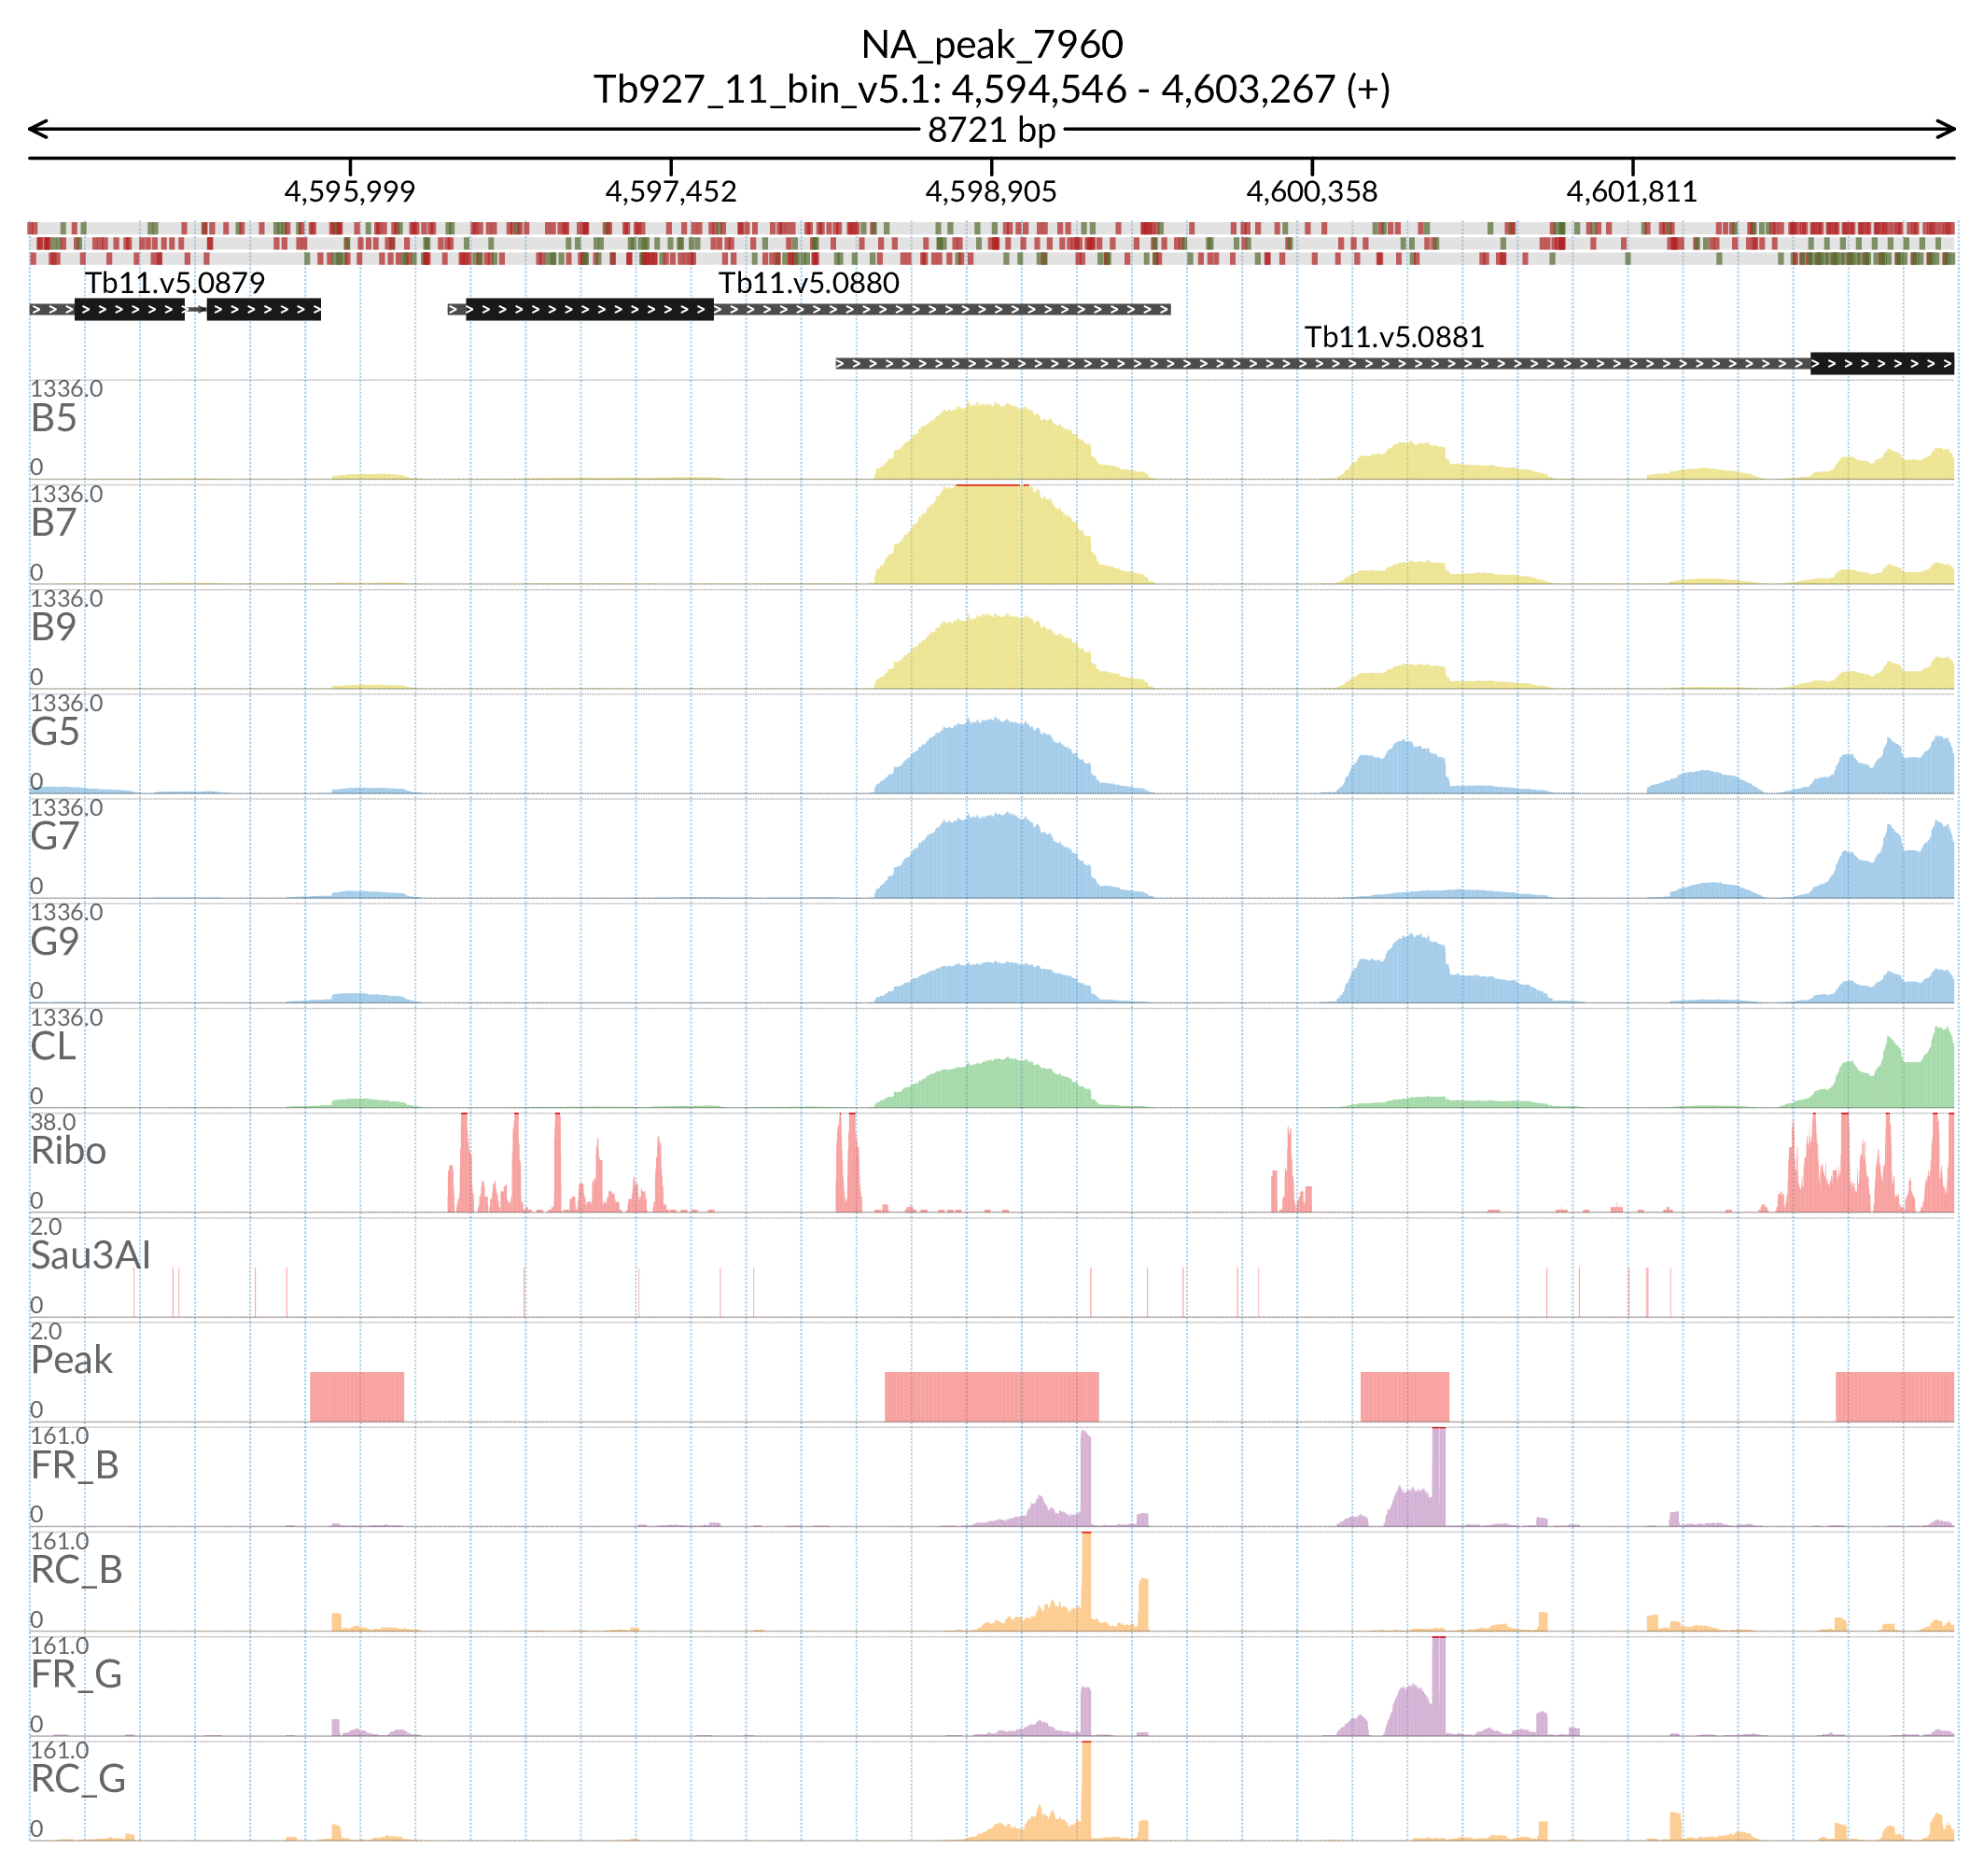 NA_peak_7960
Tb927_11_bin_v5.1: 4,594,546 - 4,603,267 (+)
8721 bp
4,595,999 4,597,452 4,598,905 4,600,358 4,601,811
Tb11.v5.0879 Tb11.v5.0880
Tb11.v5.0881
1336.0
B5
0
1336.0
B7
0
1336.0
B9
0
1336.0
G5
0
1336.0
G7
0
1336.0
G9
0
1336.0
CL
0
38.0
Ribo
0
2.0
Sau3AI
0
2.0
Peak
0
161.0
FR_B
0
161.0
RC_B
0
161.0
FR_G
0
161.0
RC_G
0